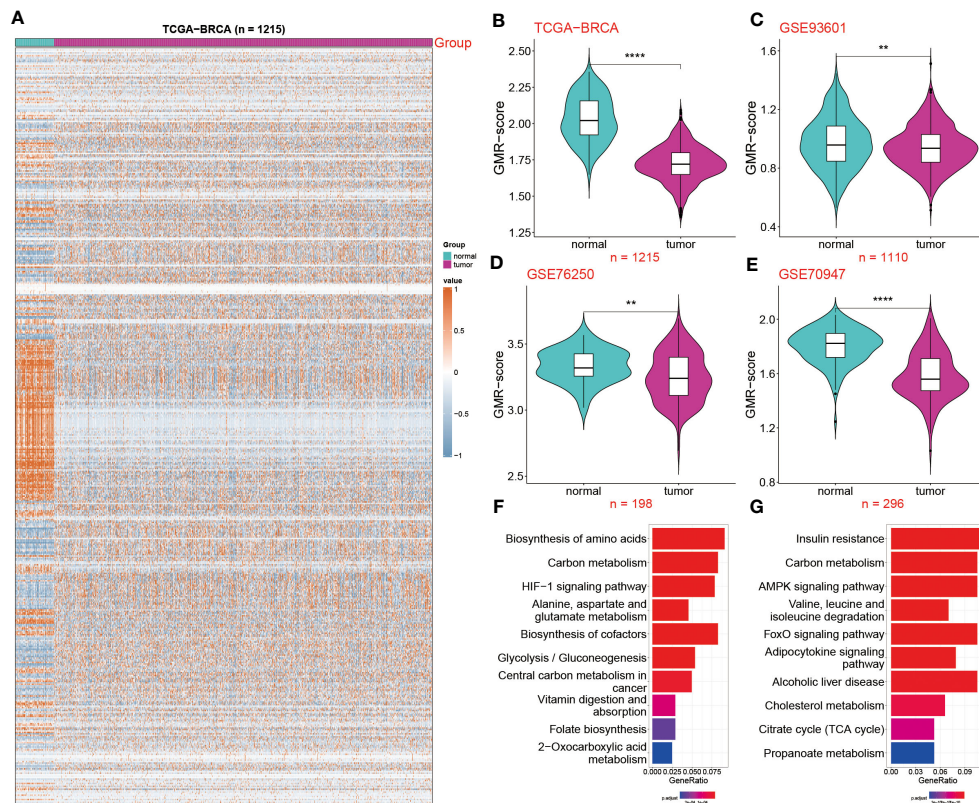 A
TCGA−BRCA (n = 1215)
Group
Group
normal
tumor
value
1
0.5
0
−0.5
−1
B
TCGA−BRCA
****
2.50
2.25
2.00
1.75
1.50
1.25
GMR−score
normal
tumor
n = 1215
C
GSE93601
**
1.6
1.2
0.8
0.4
GMR−score
normal
tumor
n = 1110
D
GSE76250
**
3.5
3.0
2.5
GMR−score
normal
tumor
n = 198
E
GSE70947
****
2.0
1.6
1.2
0.8
GMR−score
normal
tumor
n = 296
F
Biosynthesis of amino acids
Carbon metabolism
HIF−1 signaling pathway
Alanine, aspartate and
glutamate metabolism
Biosynthesis of cofactors
Glycolysis / Gluconeogenesis
Central carbon metabolism in
cancer
Vitamin digestion and
absorption
Folate biosynthesis
2−Oxocarboxylic acid
metabolism
0.000 0.025 0.050 0.075
GeneRatio
p.adjust
G
Insulin resistance
Carbon metabolism
AMPK signaling pathway
Valine, leucine and
isoleucine degradation
FoxO signaling pathway
Adipocytokine signaling
pathway
Alcoholic liver disease
Cholesterol metabolism
Citrate cycle (TCA cycle)
Propanoate metabolism
0.00 0.03 0.06 0.09
GeneRatio
p.adjust